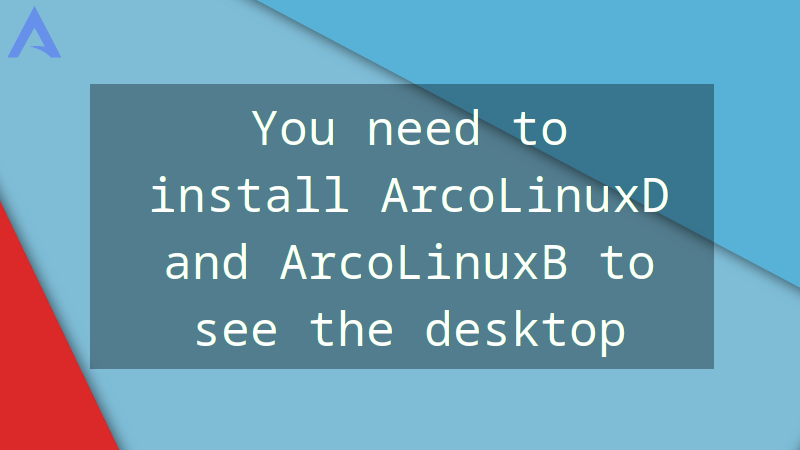 You need to
install ArcoLinuxD
and ArcoLinuxB to
see the desktop